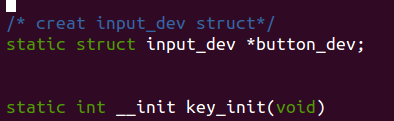 /* creat input_dev struct*/
static struct input_dev *button_dev;
static int __init key_init(void)